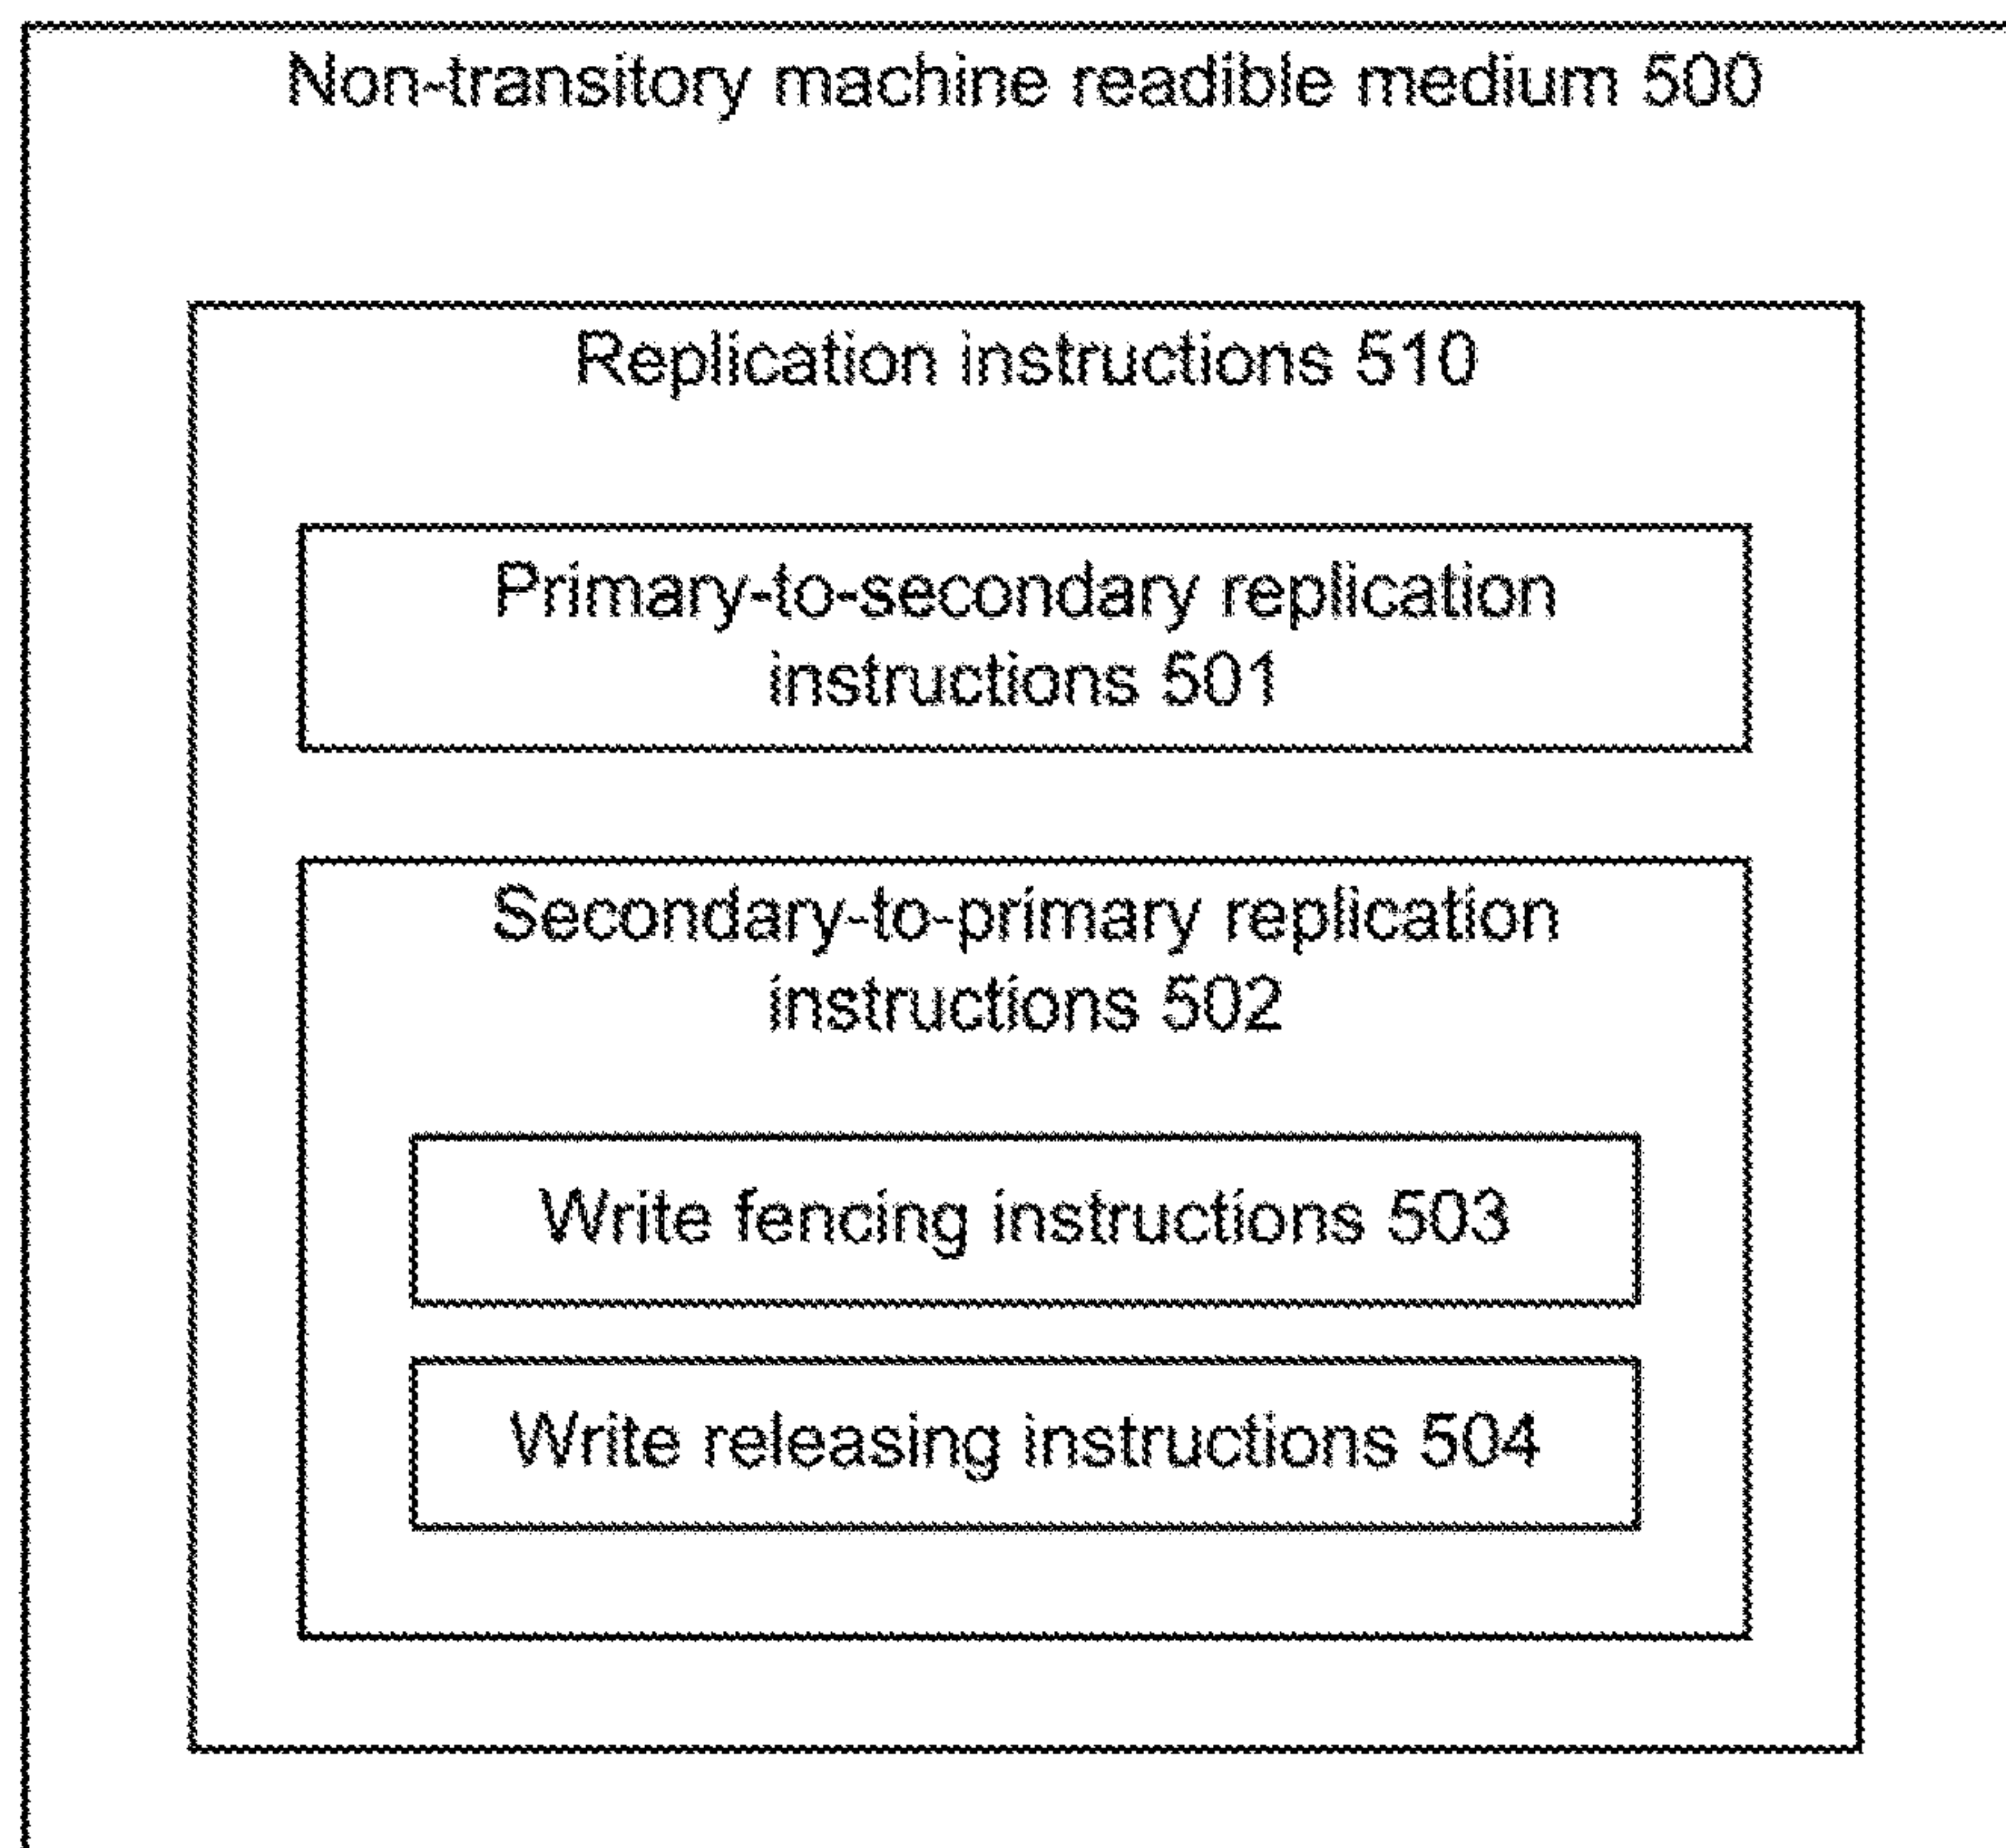 Non-transitory machine readible medium 500
Replication instructions 510
Primary-to-secondary replication
instructions 501
Secondary-to-primary replication
instructions 502
Write fencing instructions 503
Write releasing instructions 504